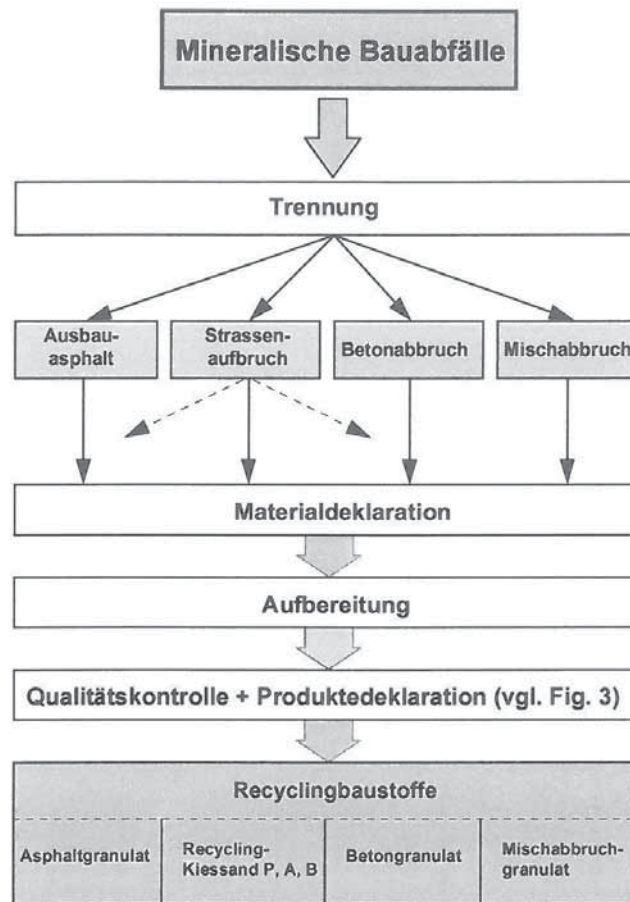 Mineralische Bauabfälle
Trennung
Ausbau-
asphalt
Strassen-
aufbruch
Betonabbruch
Mischabbruch
Materialdeklaration
Aufbereitung
Qualitätskontrolle + Produktedeklaration (vgl. Fig. 3)
Recyclingbaustoffe
Asphaltgranulat
Recycling-
Kiessand P, A, B
Betongranulat
Mischabbruch-
granulat